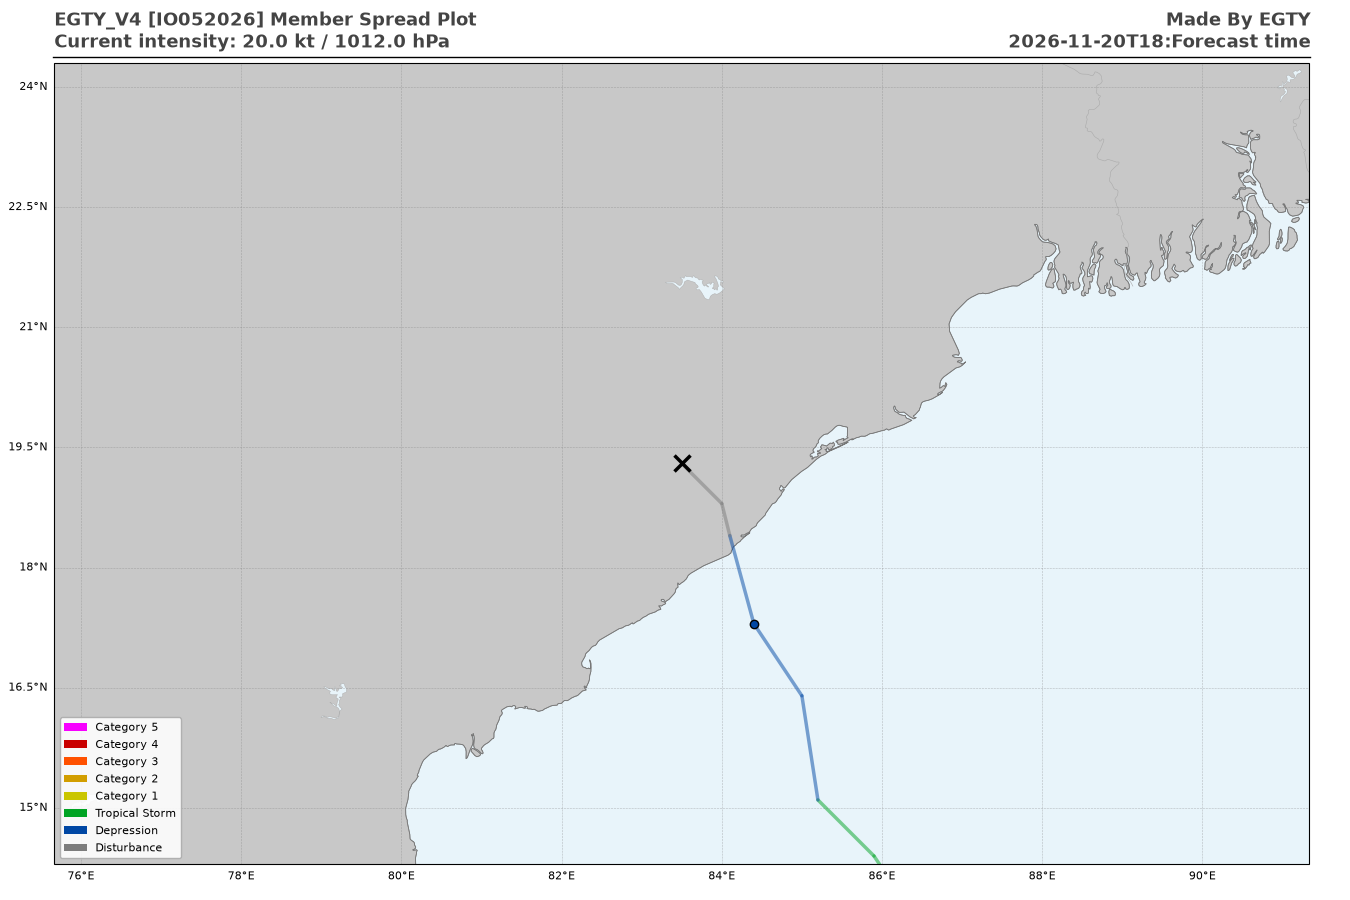 EGTY_V4 [IO052026] Member Spread Plot
Current intensity: 20.0 kt / 1012.0 hPa
Made By EGTY
2026-11-20T18:Forecast time
24°N
22.5°N
21°N
19.5°N
18°N
16.5°N
15°N
Category 5
Category 4
Category 3
Category 2
Category 1
Tropical Storm
Depression
Disturbance
76°E
78°E
80°E
82°E
84°E
86°E
88°E
90°E